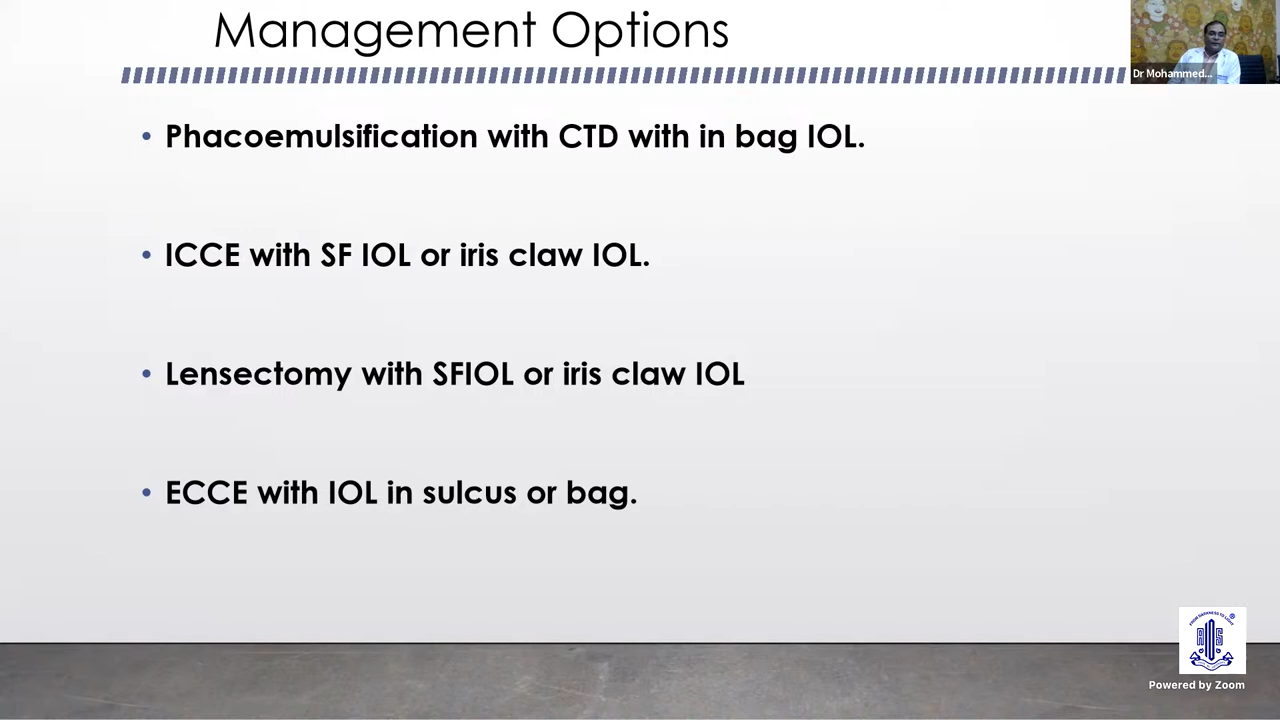 Management Options
Dr Mohammed...
• Phacoemulsification with CTD with in bag IOL.
• ICCE with SF IOL or iris claw IOL.
• Lensectomy with SFIOL or iris claw IOL
• ECCE with IOL in sulcus or bag.
Powered by Zoom